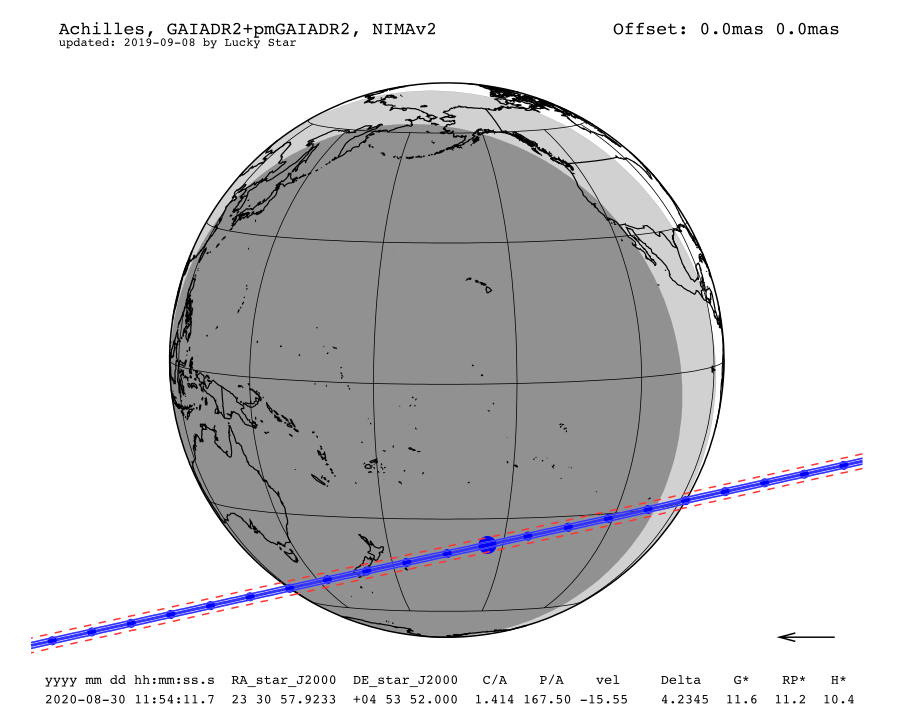 Achilles, GAIADR2+pmGAIADR2, NIMAv2 Offset: 0.0mas 0.0mas
updated: 2019-09-08 by Lucky Star
yyyy mm dd hh:mm:ss.s RA_star_J2000 DE_star_J2000 C/A P/A vel Delta G* RP* H*
2020-08-30 11:54:11.7 23 30 57.9233 +04 53 52.000 1.414 167.50 -15.55 4.2345 11.6 11.2 10.4